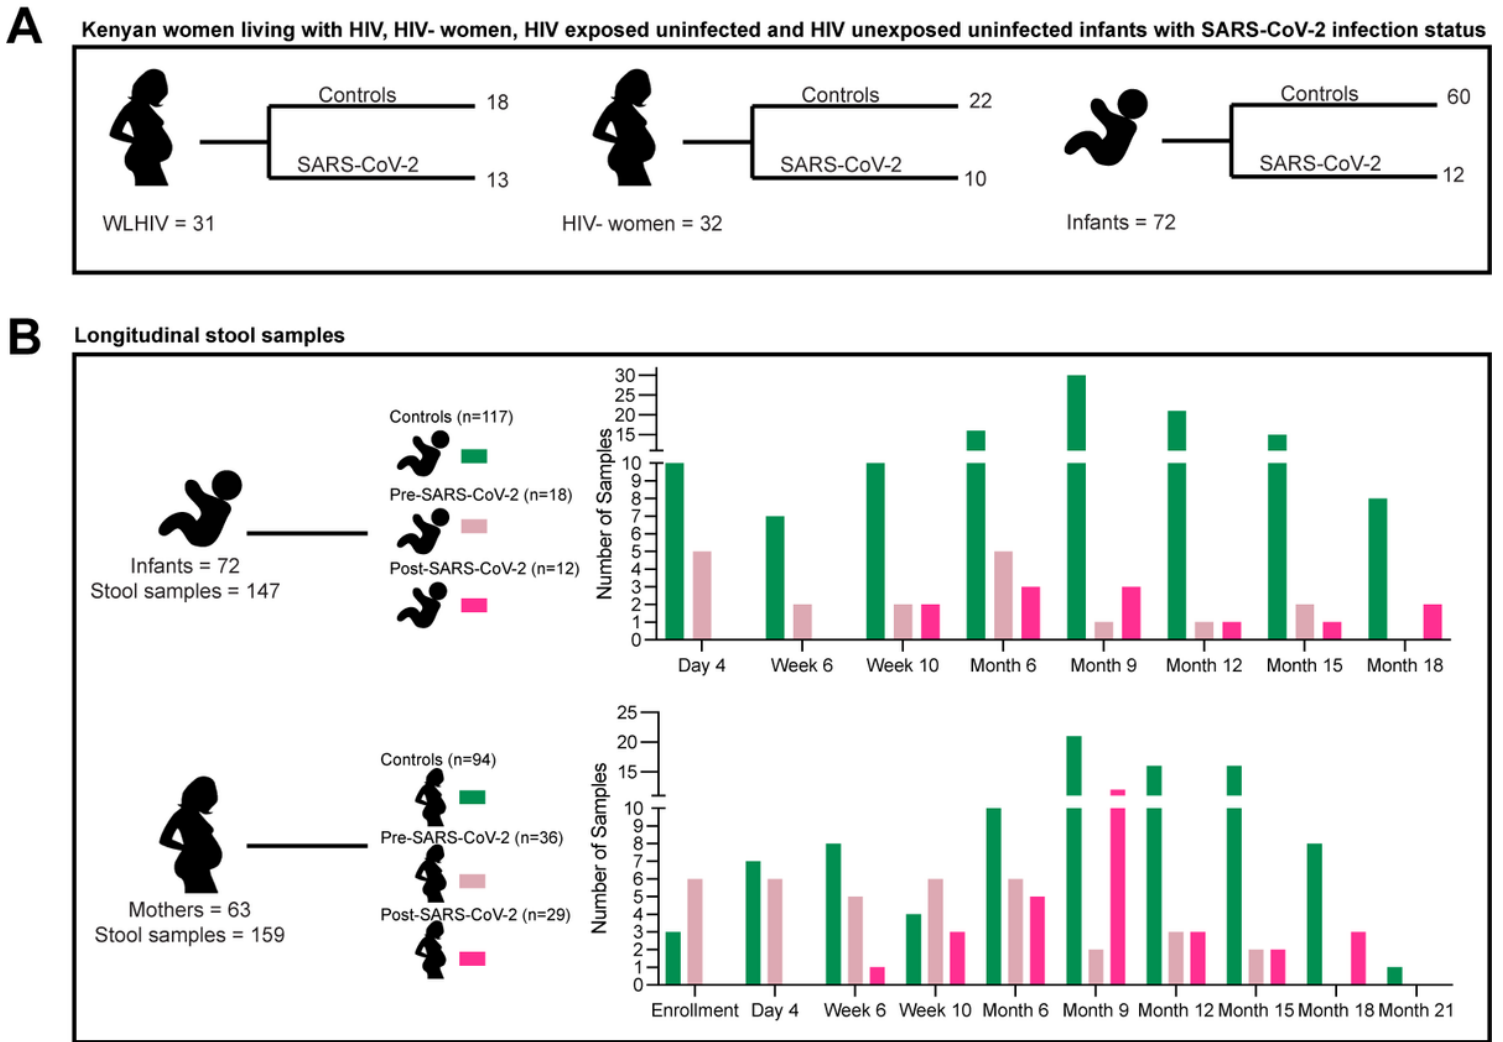 A
Kenyan women living with HIV, HIV- women, HIV exposed uninfected and HIV unexposed uninfected infants with SARS-CoV-2 infection status
Controls
18
SARS-CoV-2
13
WLHIV = 31
Controls
22
SARS-CoV-2
10
HIV- women = 32
Controls
60
SARS-CoV-2
12
Infants = 72
B
Longitudinal stool samples
Infants = 72
Stool samples = 147
Controls (n=117)
Pre-SARS-CoV-2 (n=18)
Post-SARS-CoV-2 (n=12)
Number of Samples
30
25
20
15
10
9
8
7
6
5
4
3
2
1
0
Day 4 Week 6 Week 10 Month 6 Month 9 Month 12 Month 15 Month 18
Mothers = 63
Stool samples = 159
Controls (n=94)
Pre-SARS-CoV-2 (n=36)
Post-SARS-CoV-2 (n=29)
Number of Samples
25
20
15
10
9
8
7
6
5
4
3
2
1
0
Enrollment Day 4 Week 6 Week 10 Month 6 Month 9 Month 12 Month 15 Month 18 Month 21